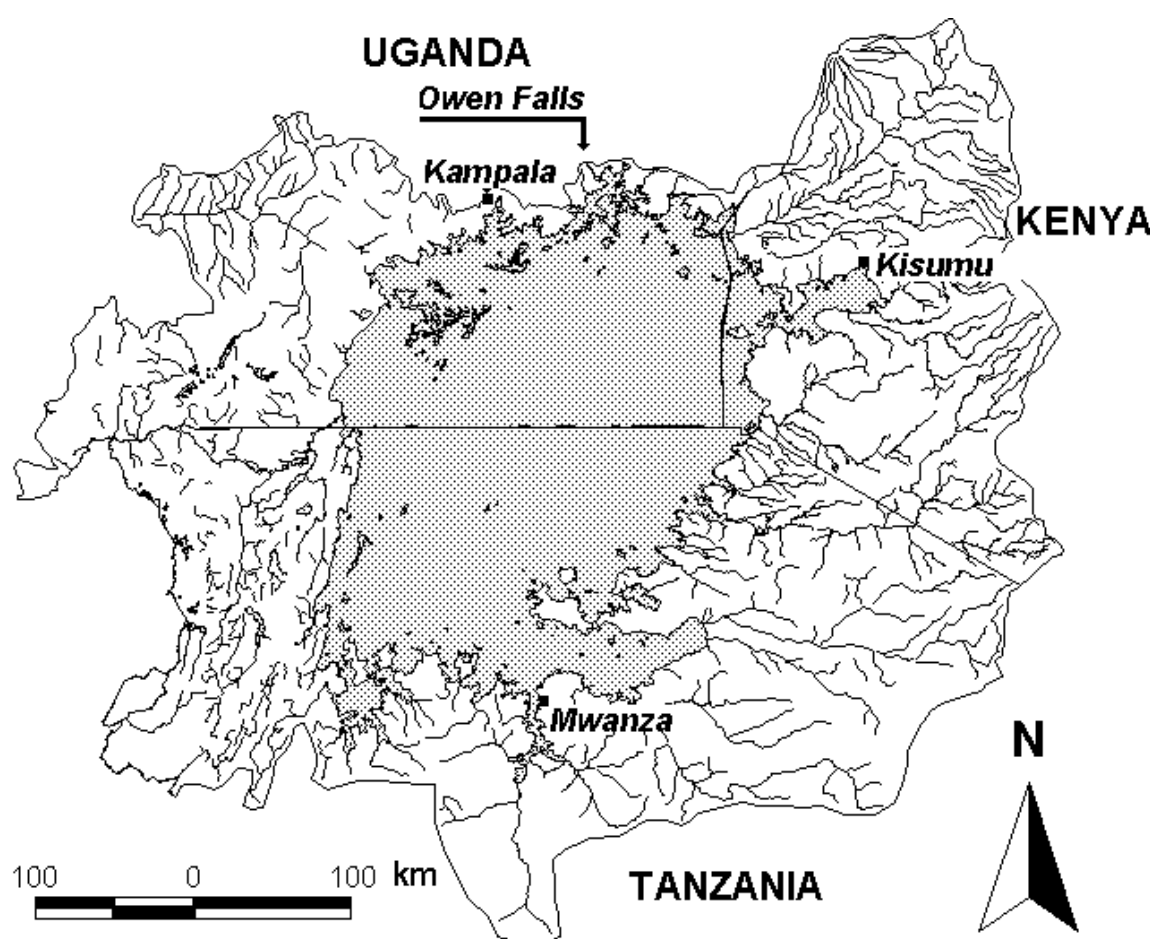 UGANDA
Owen Falls
Kampala
KENYA
Kisumu
Mwanza
N
100 0 100 km
TANZANIA